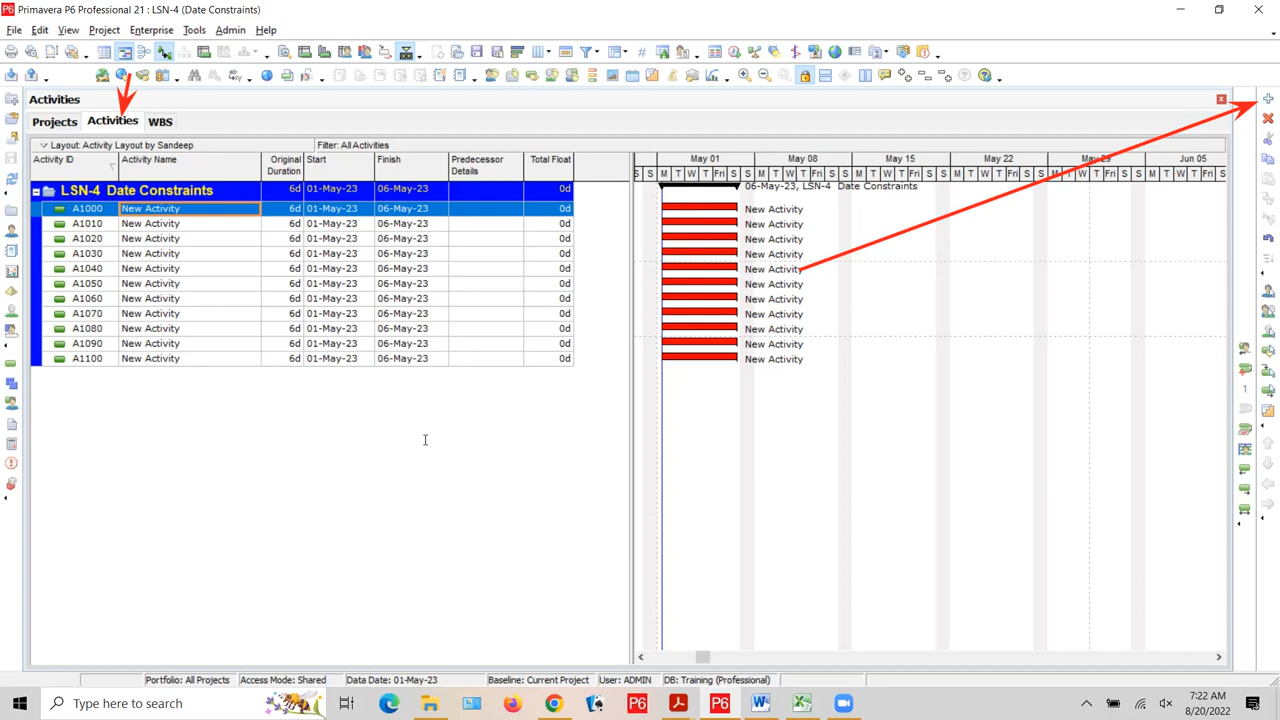 Primavera P6 Professional 21 : LSN-4 (Date Constraints)
File Edit View Project Enterprise Tools Admin Help
Activities
Projects Activities WBS
Layout: Activity Layout by Sandeep Filter: All Activities
Activity ID Activity Name Original Duration Start Finish Predecessor Details Total Float
May 01 May 08 May 15 May 22 May 29 Jun 05
S S M T W T Fri S S M T W T Fri S S M T W T Fri S S M T W T Fri S S M T W T Fri S S M T W T Fri S
LSN-4 Date Constraints 6d 01-May-23 06-May-23 0d 06-May-23, LSN-4 Date Constraints
A1000 New Activity 6d 01-May-23 06-May-23 0d New Activity
A1010 New Activity 6d 01-May-23 06-May-23 0d New Activity
A1020 New Activity 6d 01-May-23 06-May-23 0d New Activity
A1030 New Activity 6d 01-May-23 06-May-23 0d New Activity
A1040 New Activity 6d 01-May-23 06-May-23 0d New Activity
A1050 New Activity 6d 01-May-23 06-May-23 0d New Activity
A1060 New Activity 6d 01-May-23 06-May-23 0d New Activity
A1070 New Activity 6d 01-May-23 06-May-23 0d New Activity
A1080 New Activity 6d 01-May-23 06-May-23 0d New Activity
A1090 New Activity 6d 01-May-23 06-May-23 0d New Activity
A1100 New Activity 6d 01-May-23 06-May-23 0d New Activity
Portfolio: All Projects Access Mode: Shared Data Date: 01-May-23 Baseline: Current Project User: ADMIN DB: Training (Professional)
Type here to search
7:22 AM
8/20/2022